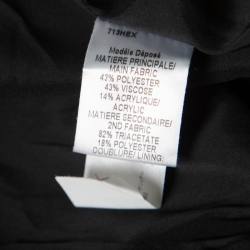 713HEX
Modèle Déposé
MATIERE PRINCIPALE/
MAIN FABRIC
43% POLYESTER
43% VISCOSE
14% ACRYLIQUE/
ACRYLIC
MATIERE SECONDAIRE/
2ND FABRIC
82% TRIACETATE
18% POLYESTER
DOUBLURE/ LINING: